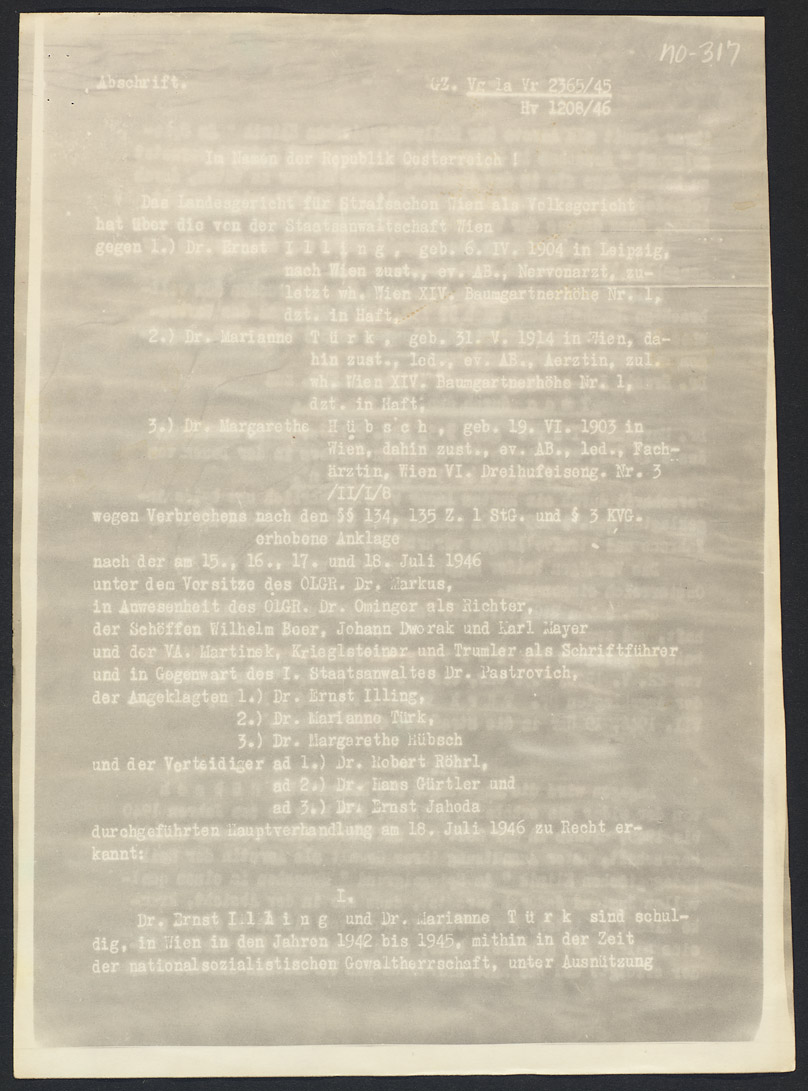 no-317
Abschrift.
GZ. Vg 1a Vr 2365/45
Hv 1208/46
Im Namen der Republik Oesterreich !
Das Landesgericht für Strafsachen Wien als Volksgericht
hat über die von der Staatsanwaltschaft Wien
gegen 1.) Dr. Ernst I l l i n g , geb. 6. IV. 1904 in Leipzig,
nach Wien zust., ev. AB., Nervenarzt, zu-
letzt wh. Wien XIV. Baumgartnerhöhe Nr. 1,
dzt. in Haft,
2.) Dr. Marianne T ü r k , geb. 31. V. 1914 in Wien, da-
hin zust., led., ev. AB., Aerztin, zul.
wh. Wien XIV. Baumgartnerhöhe Nr. 1,
dzt. in Haft,
3.) Dr. Margarethe H ü b s c h , geb. 19. VI. 1903 in
Wien, dahin zust., ev. AB., led., Fach-
ärztin, Wien VI. Dreihufeiseng. Nr. 3
/II/I/8
wegen Verbrechens nach den §§ 134, 135 Z. 1 StG. und § 3 KVG.
erhobene Anklage
nach der am 15., 16., 17. und 18. Juli 1946
unter dem Vorsitze des OLGR. Dr. Markus,
in Anwesenheit des OLGR. Dr. Ominger als Richter,
der Schöffen Wilhelm Beer, Johann Dworak und Karl Mayer
und der VA. Martinek, Krieglsteiner und Trumler als Schriftführer
und in Gegenwart des I. Staatsanwaltes Dr. Pastrovich,
der Angeklagten 1.) Dr. Ernst Illing,
2.) Dr. Marianne Türk,
3.) Dr. Margarethe Hübsch
und der Verteidiger ad 1.) Dr. Robert Röhrl,
ad 2.) Dr. Hans Gürtler und
ad 3.) Dr. Ernst Jahoda
durchgeführten Hauptverhandlung am 18. Juli 1946 zu Recht er-
kannt:
I.
Dr. Ernst I l l i n g und Dr. Marianne T ü r k sind schul-
dig, in Wien in den Jahren 1942 bis 1945, mithin in der Zeit
der nationalsozialistischen Gewaltherrschaft, unter Ausnützung